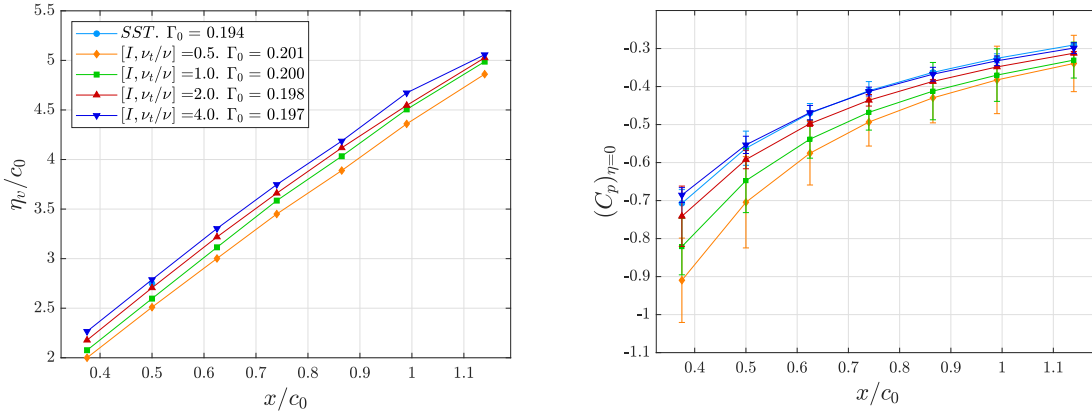 5.5
5
4.5
4
3.5
3
2.5
2
η_v/c_0
SST. Γ_0 = 0.194
[I, ν_t/ν] =0.5. Γ_0 = 0.201
[I, ν_t/ν] =1.0. Γ_0 = 0.200
[I, ν_t/ν] =2.0. Γ_0 = 0.198
[I, ν_t/ν] =4.0. Γ_0 = 0.197
0.4 0.5 0.6 0.7 0.8 0.9 1 1.1
x/c_0
-0.3
-0.4
-0.5
-0.6
-0.7
-0.8
-0.9
-1
-1.1
(C_p)_{η=0}
0.4 0.5 0.6 0.7 0.8 0.9 1 1.1
x/c_0